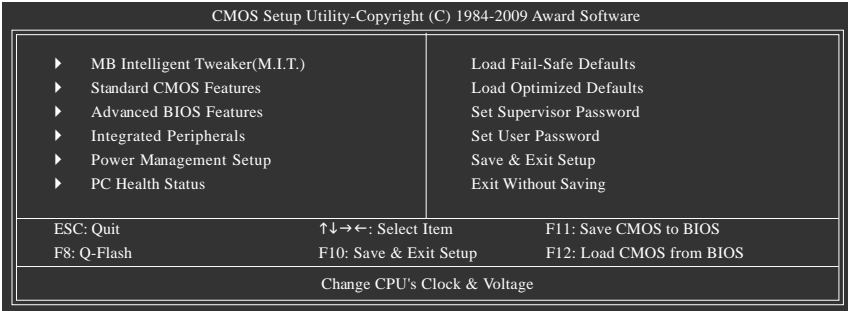 CMOS Setup Utility-Copyright (C) 1984-2009 Award Software
MB Intelligent Tweaker(M.I.T.)
Standard CMOS Features
Advanced BIOS Features
Integrated Peripherals
Power Management Setup
PC Health Status
Load Fail-Safe Defaults
Load Optimized Defaults
Set Supervisor Password
Set User Password
Save & Exit Setup
Exit Without Saving
ESC: Quit ↑↓→←: Select Item F11: Save CMOS to BIOS
F8: Q-Flash F10: Save & Exit Setup F12: Load CMOS from BIOS
Change CPU's Clock & Voltage